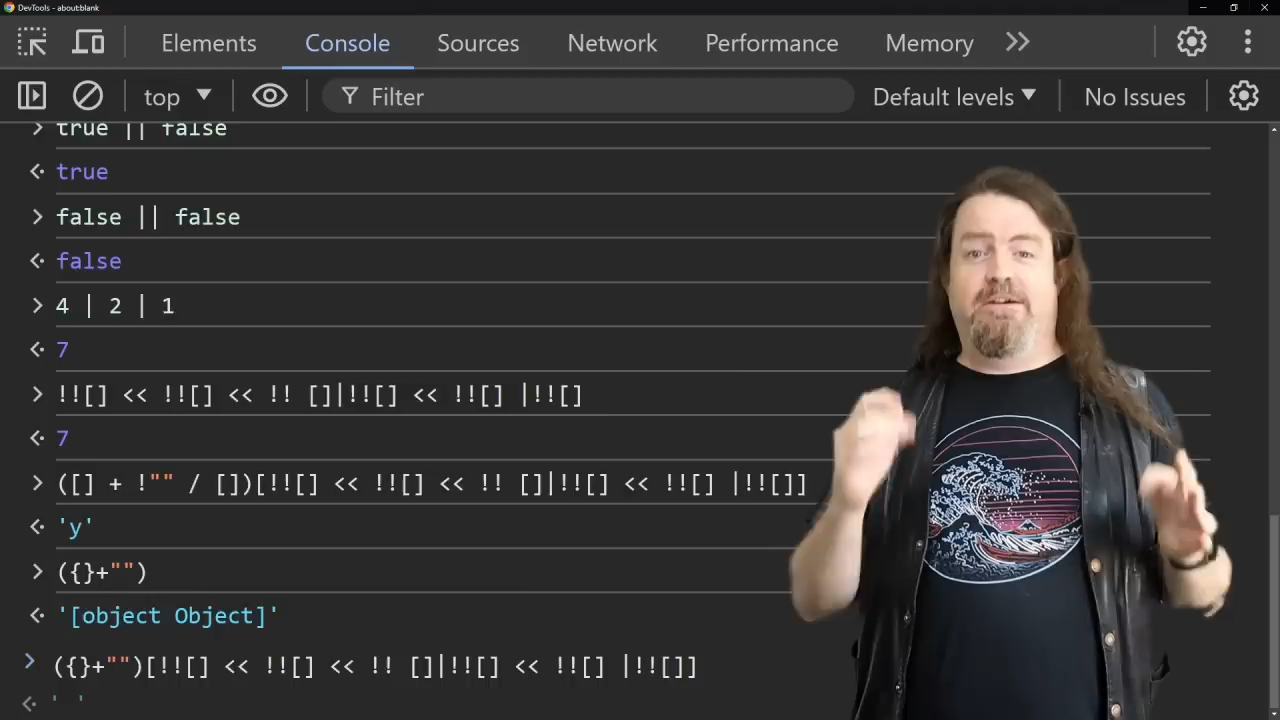 DevTools - about:blank
Elements Console Sources Network Performance Memory
top Filter Default levels No Issues
> true || false
true
> false || false
false
> 4 | 2 | 1
7
> !![] << !![] << !! []|!![] << !![] |!![]
7
> ([] + !"" / [])[!![] << !![] << !! []|!![] << !![] |!![]]
'y'
> ({}+"")
'[object Object]'
> ({}+"")[!![] << !![] << !! []|!![] << !![] |!![]]
' '